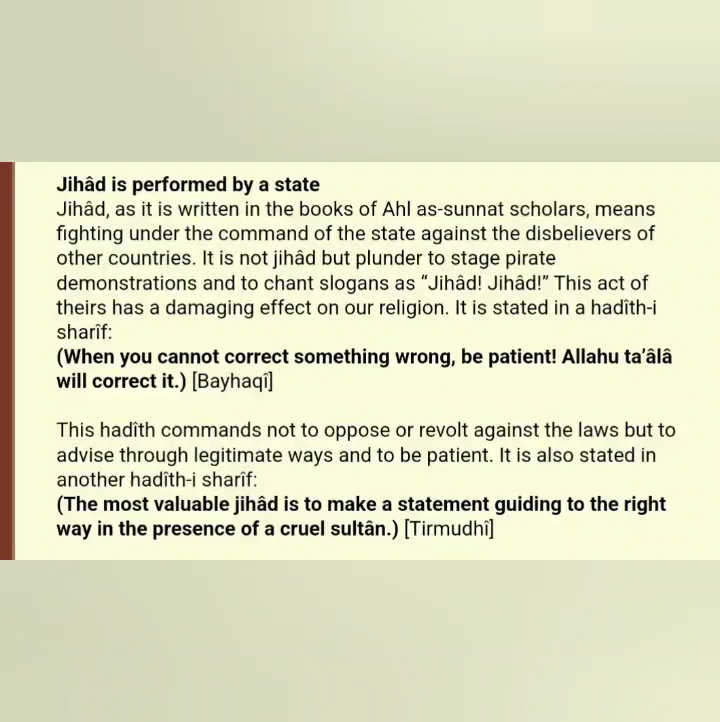 Jihâd is performed by a state
Jihâd, as it is written in the books of Ahl as-sunnat scholars, means
fighting under the command of the state against the disbelievers of
other countries. It is not jihâd but plunder to stage pirate
demonstrations and to chant slogans as “Jihâd! Jihâd!” This act of
theirs has a damaging effect on our religion. It is stated in a hadîth-i
sharîf:
(When you cannot correct something wrong, be patient! Allahu ta’âlâ
will correct it.) [Bayhaqî]
This hadîth commands not to oppose or revolt against the laws but to
advise through legitimate ways and to be patient. It is also stated in
another hadîth-i sharîf:
(The most valuable jihâd is to make a statement guiding to the right
way in the presence of a cruel sultân.) [Tirmudhî]